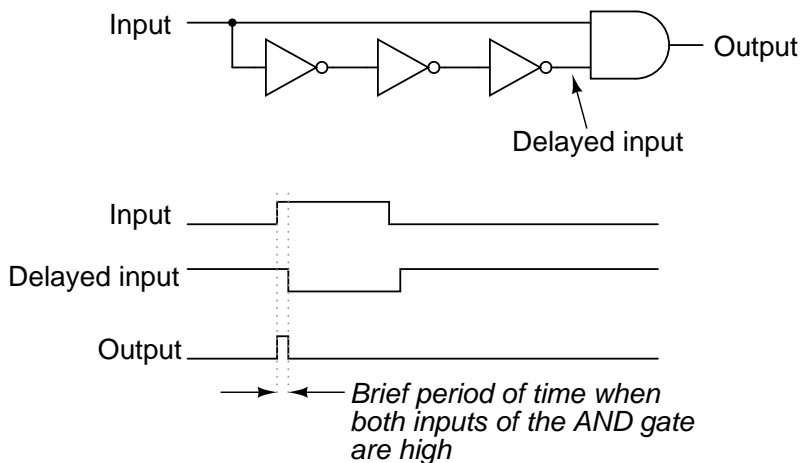 Input
Output
Delayed input
Input
Delayed input
Output
Brief period of time when
both inputs of the AND gate
are high